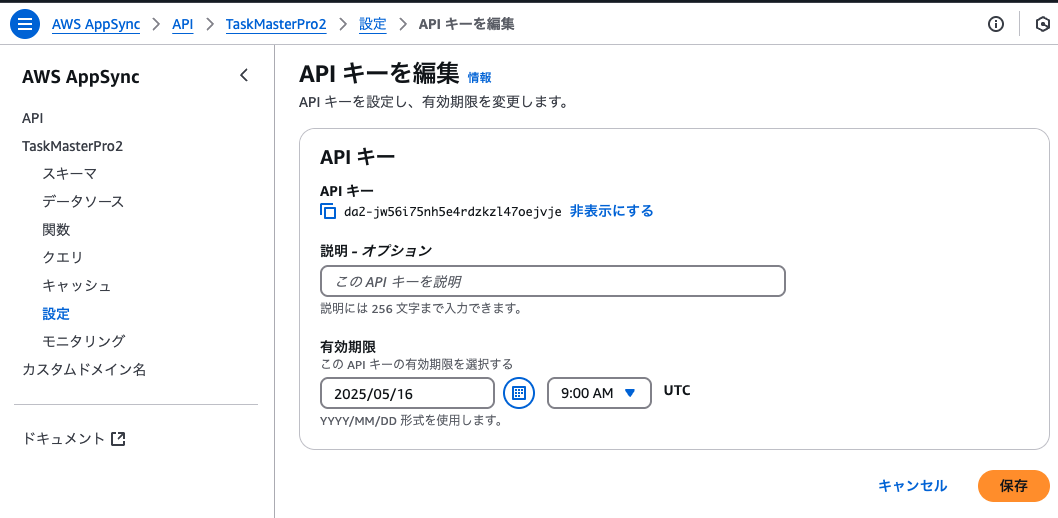 AWS AppSync > API > TaskMasterPro2 > 設定 > API キーを編集
AWS AppSync
API
TaskMasterPro2
スキーマ
データソース
関数
クエリ
キャッシュ
設定
モニタリング
カスタムドメイン名
ドキュメント
API キーを編集 情報
API キーを設定し、有効期限を変更します。
API キー
API キー
da2-jw56i75nh5e4rdzkzl47oejvje 非表示にする
説明 - オプション
この API キーを説明
説明には 256 文字まで入力できます。
有効期限
この API キーの有効期限を選択する
2025/05/16 9:00 AM UTC
YYYY/MM/DD 形式を使用します。
キャンセル 保存